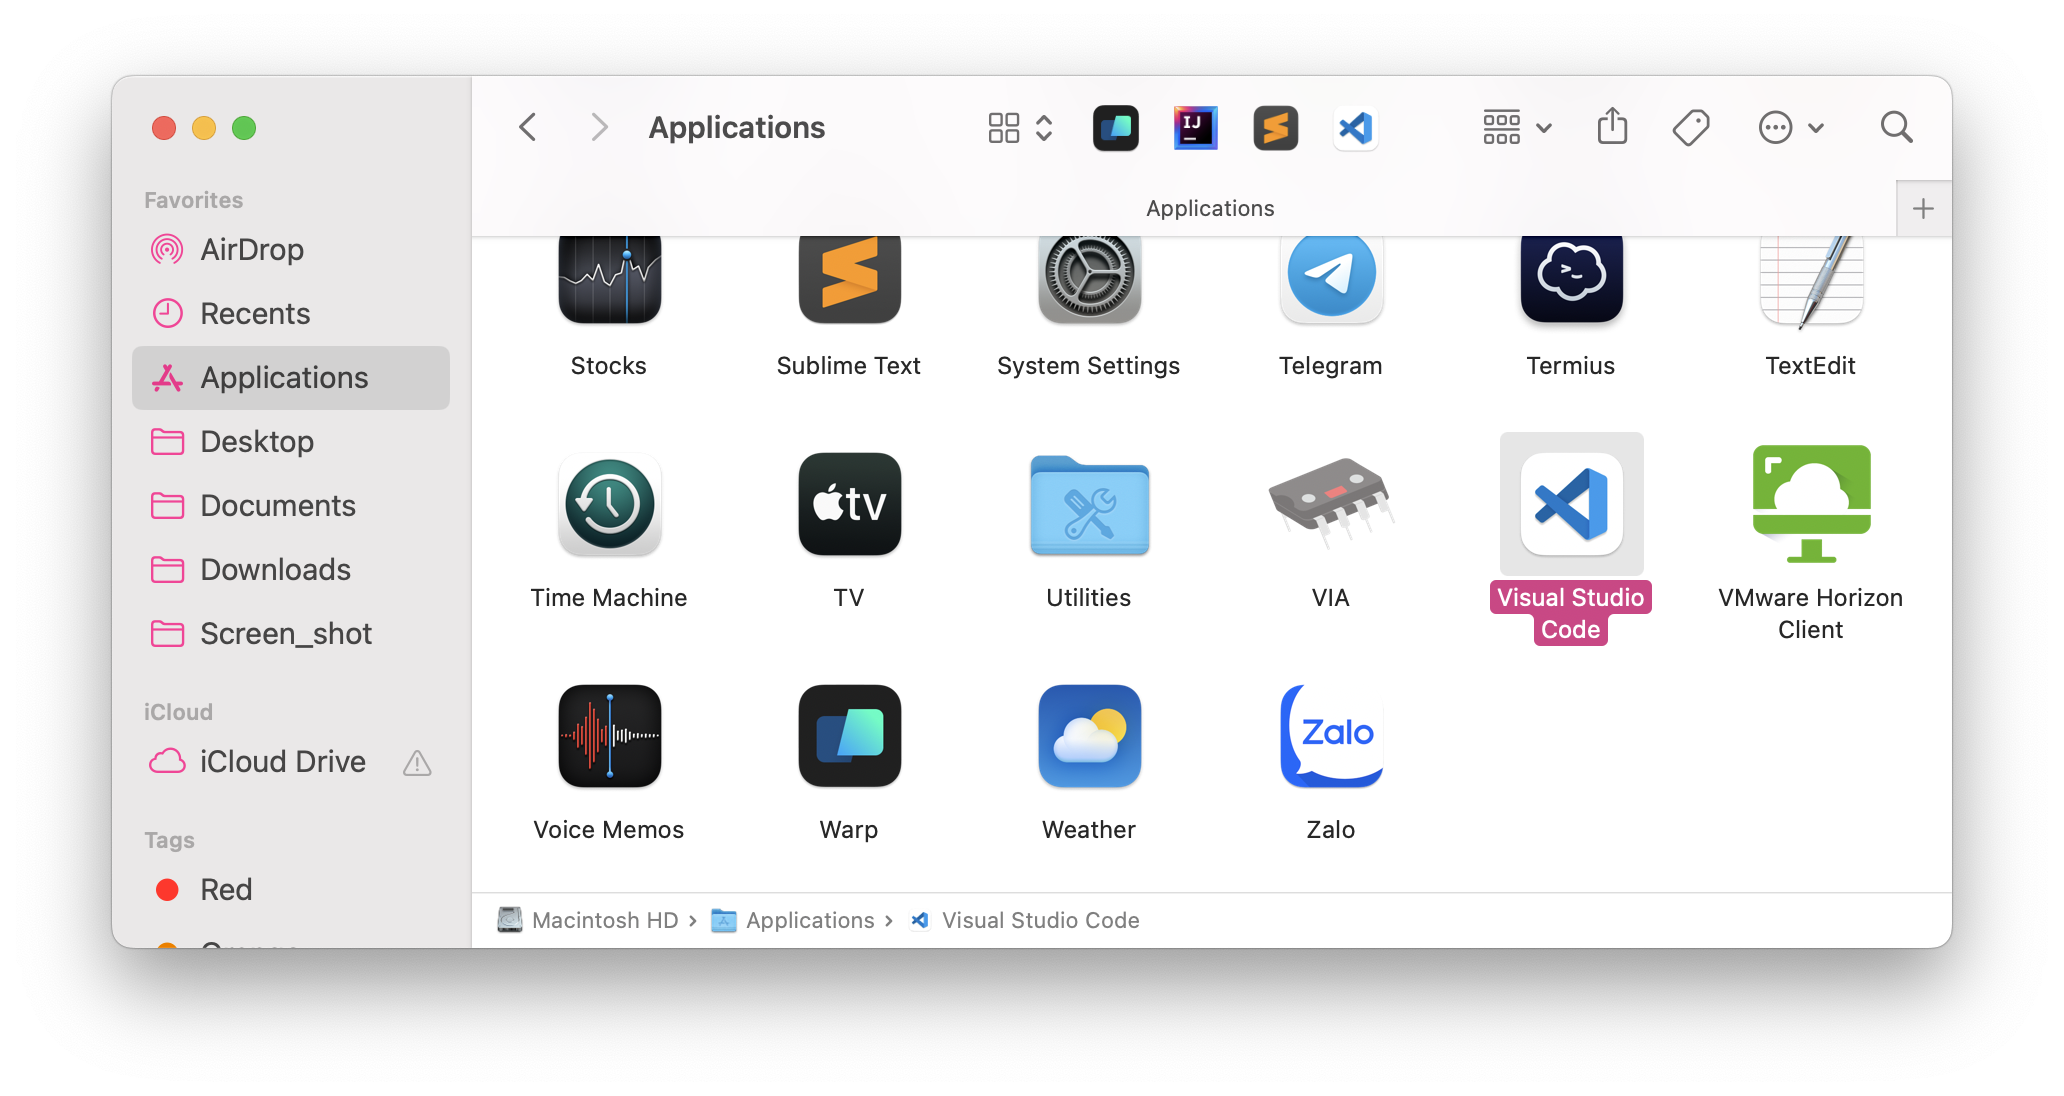 Applications
IJ
Applications
Favorites
AirDrop
Recents
Applications
Desktop
Documents
Downloads
Screen_shot
iCloud
iCloud Drive
Tags
Red
Stocks
Sublime Text
System Settings
Telegram
Termius
TextEdit
tv
Time Machine
TV
Utilities
VIA
Visual Studio
Code
VMware Horizon
Client
Zalo
Voice Memos
Warp
Weather
Zalo
Macintosh HD › Applications › Visual Studio Code